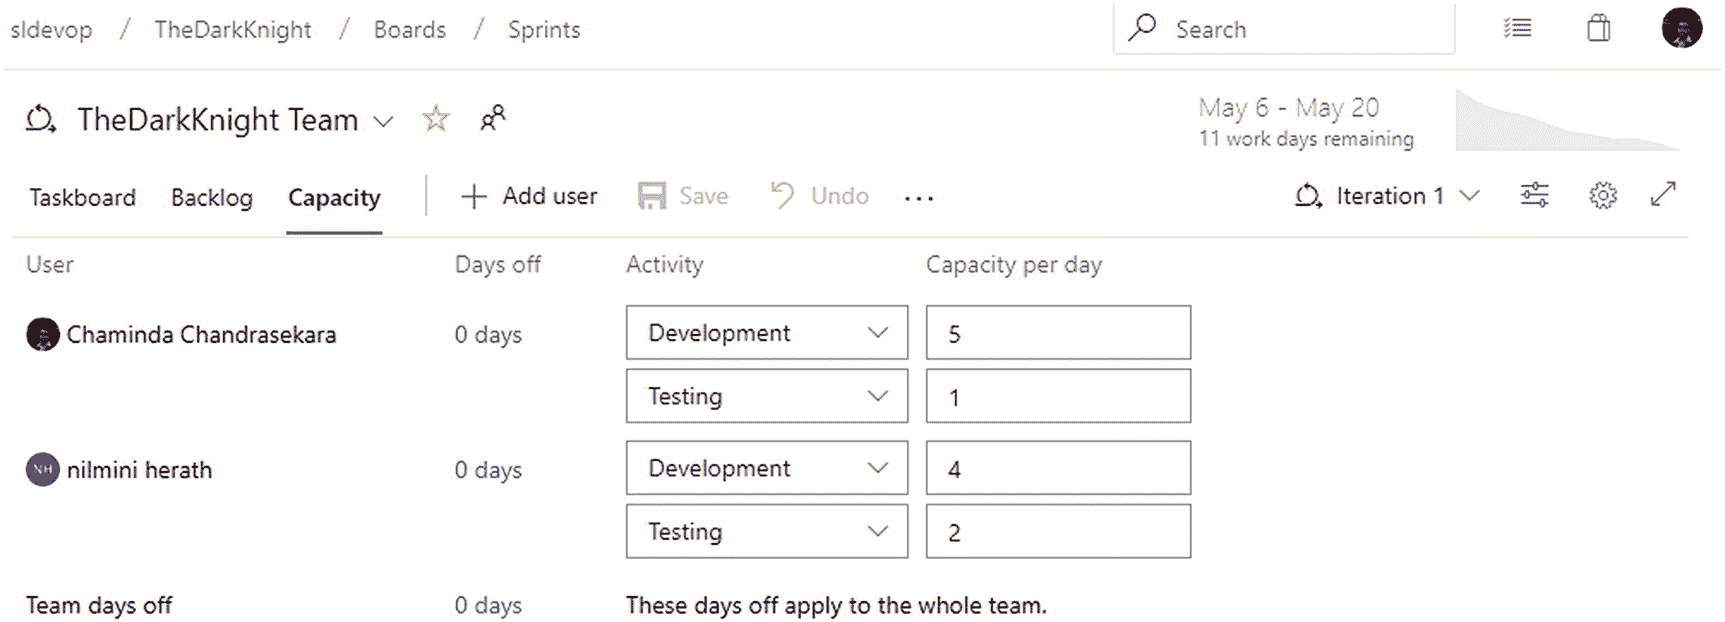 sldevop / TheDarkKnight / Boards / Sprints Search
TheDarkKnight Team
May 6 - May 20
11 work days remaining
Taskboard Backlog Capacity + Add user Save Undo ... Iteration 1
User Days off Activity Capacity per day
Chaminda Chandrasekara 0 days Development 5
Testing 1
NH nilmini herath 0 days Development 4
Testing 2
Team days off 0 days These days off apply to the whole team.